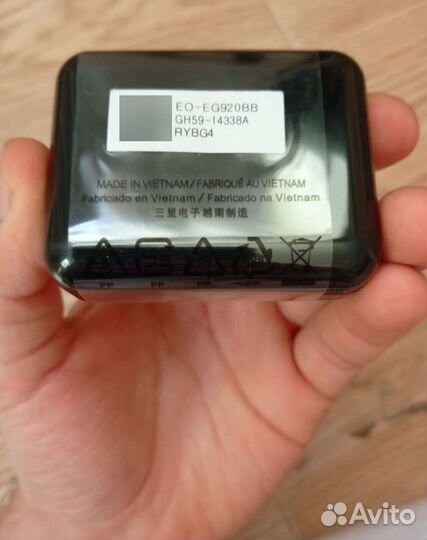 EO-EG920BB
GH59-14338A
RYBG4
MADE IN VIETNAM/FABRIQUÉ AU VIETNAM
Fabricado en Vietnam/Fabricado na Vietnam
三星电子越南制造
PP PP PP PP
Avito